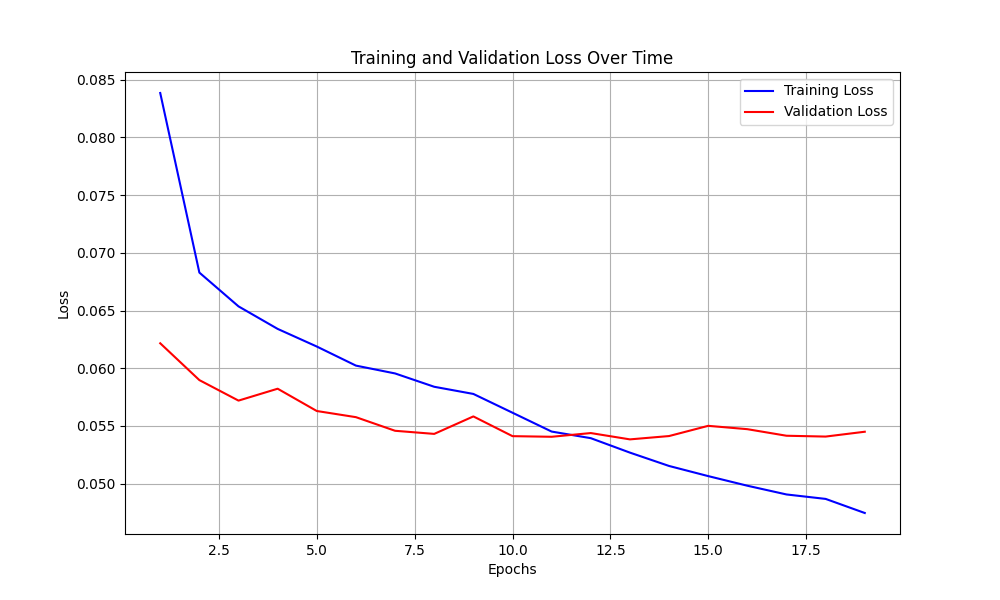 Training and Validation Loss Over Time
0.085
0.080
0.075
0.070
0.065
0.060
0.055
0.050
Loss
Training Loss
Validation Loss
2.5 5.0 7.5 10.0 12.5 15.0 17.5
Epochs